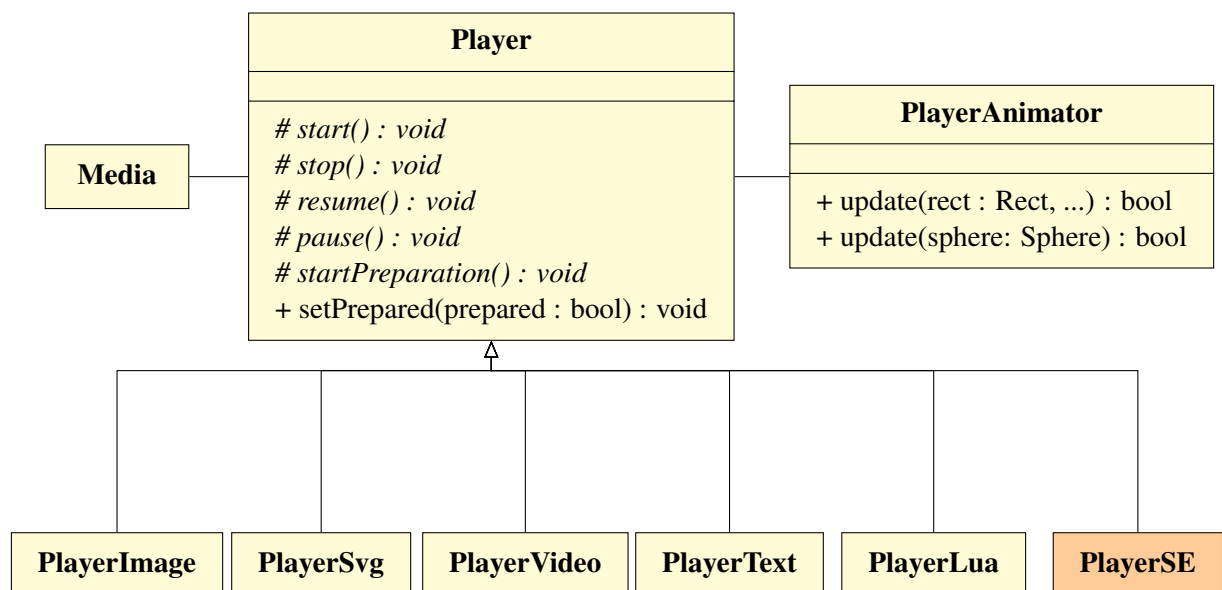 Player
# start() : void
# stop() : void
# resume() : void
# pause() : void
# startPreparation() : void
+ setPrepared(prepared : bool) : void
Media
PlayerAnimator
+ update(rect : Rect, ...) : bool
+ update(sphere: Sphere) : bool
PlayerImage
PlayerSvg
PlayerVideo
PlayerText
PlayerLua
PlayerSE